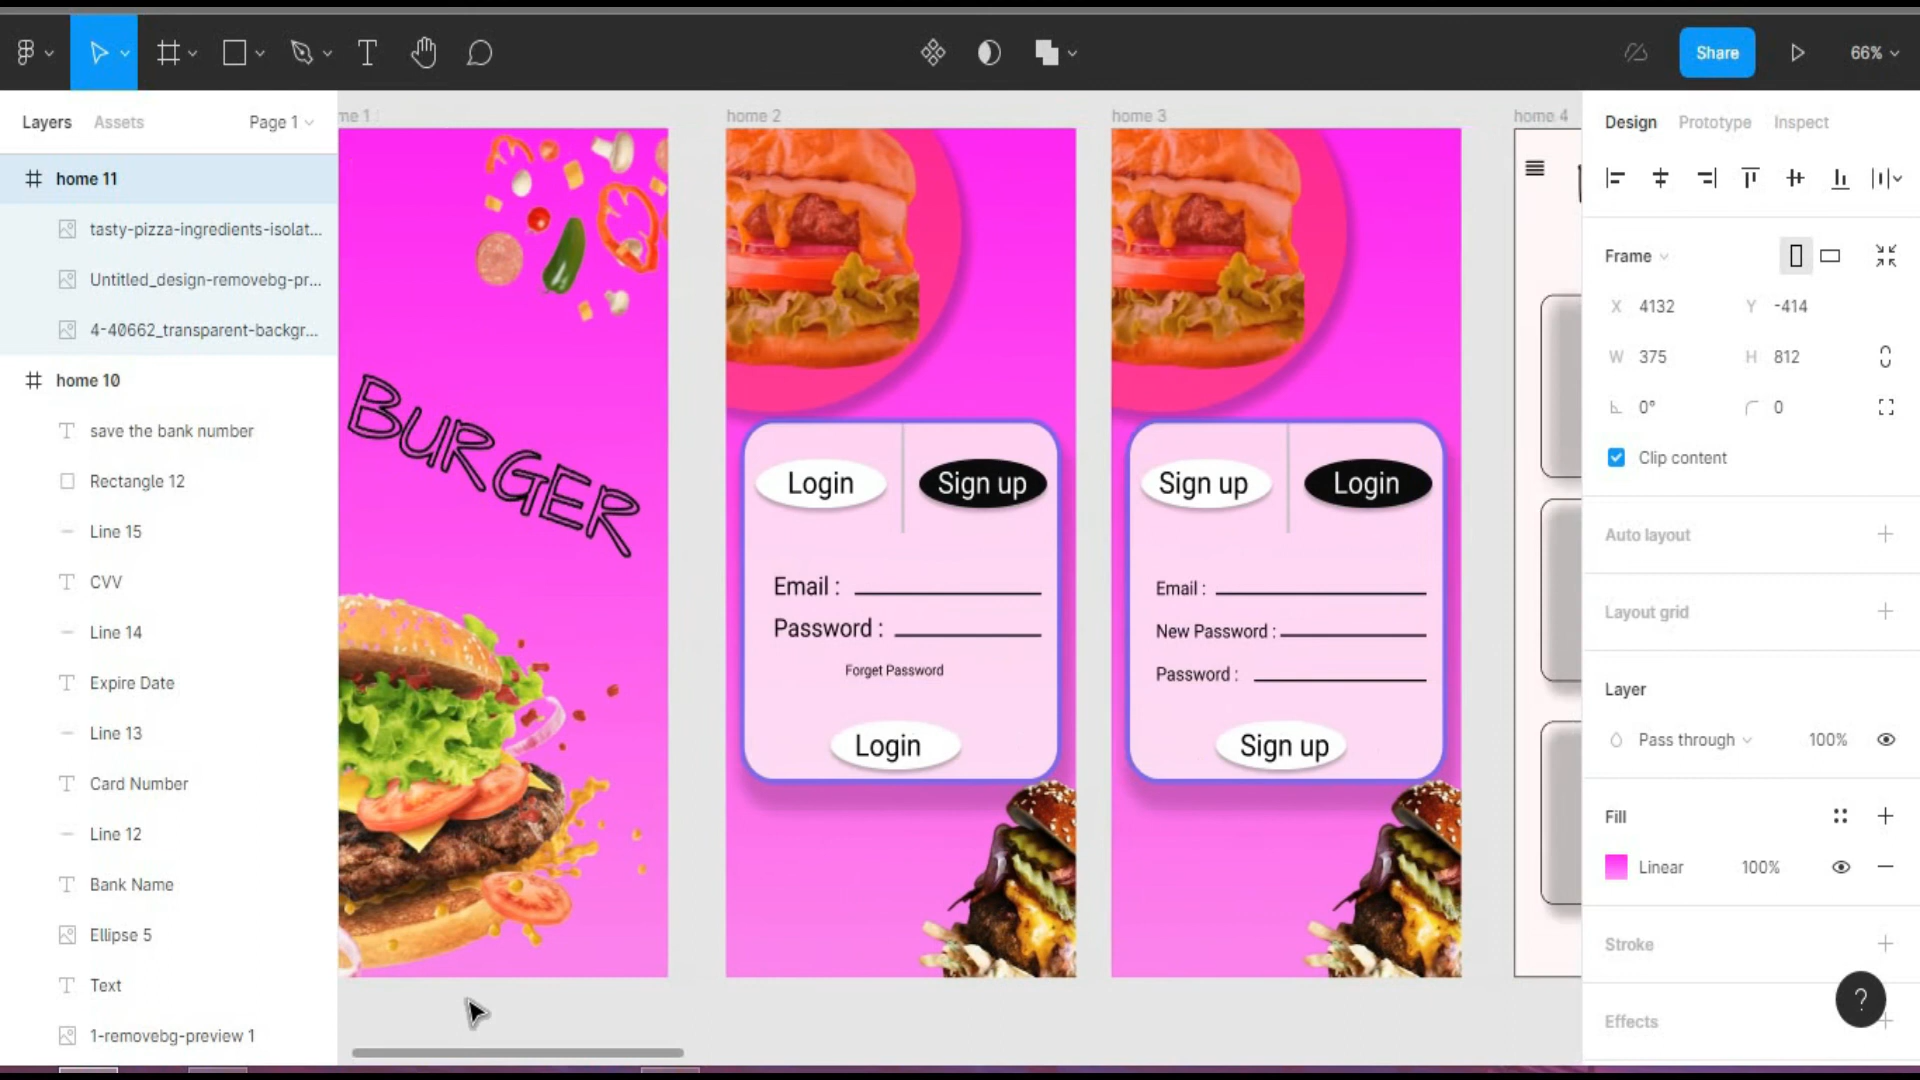 Share
66%
Layers
Assets
Page 1
home 11
tasty-pizza-ingredients-isolat...
Untitled_design-removebg-pr...
4-40662_transparent-backgr...
home 10
save the bank number
Rectangle 12
Line 15
CVV
Line 14
Expire Date
Line 13
Card Number
Line 12
Bank Name
Ellipse 5
Text
1-removebg-preview 1
me 1
BURGER
home 2
Login
Sign up
Email :
Password :
Forget Password
Login
home 3
Sign up
Login
Email :
New Password :
Password :
Sign up
home 4
Design
Prototype
Inspect
Frame
X 4132
Y -414
W 375
H 812
0°
0
Clip content
Auto layout
Layout grid
Layer
Pass through
100%
Fill
Linear
100%
Stroke
Effects
?